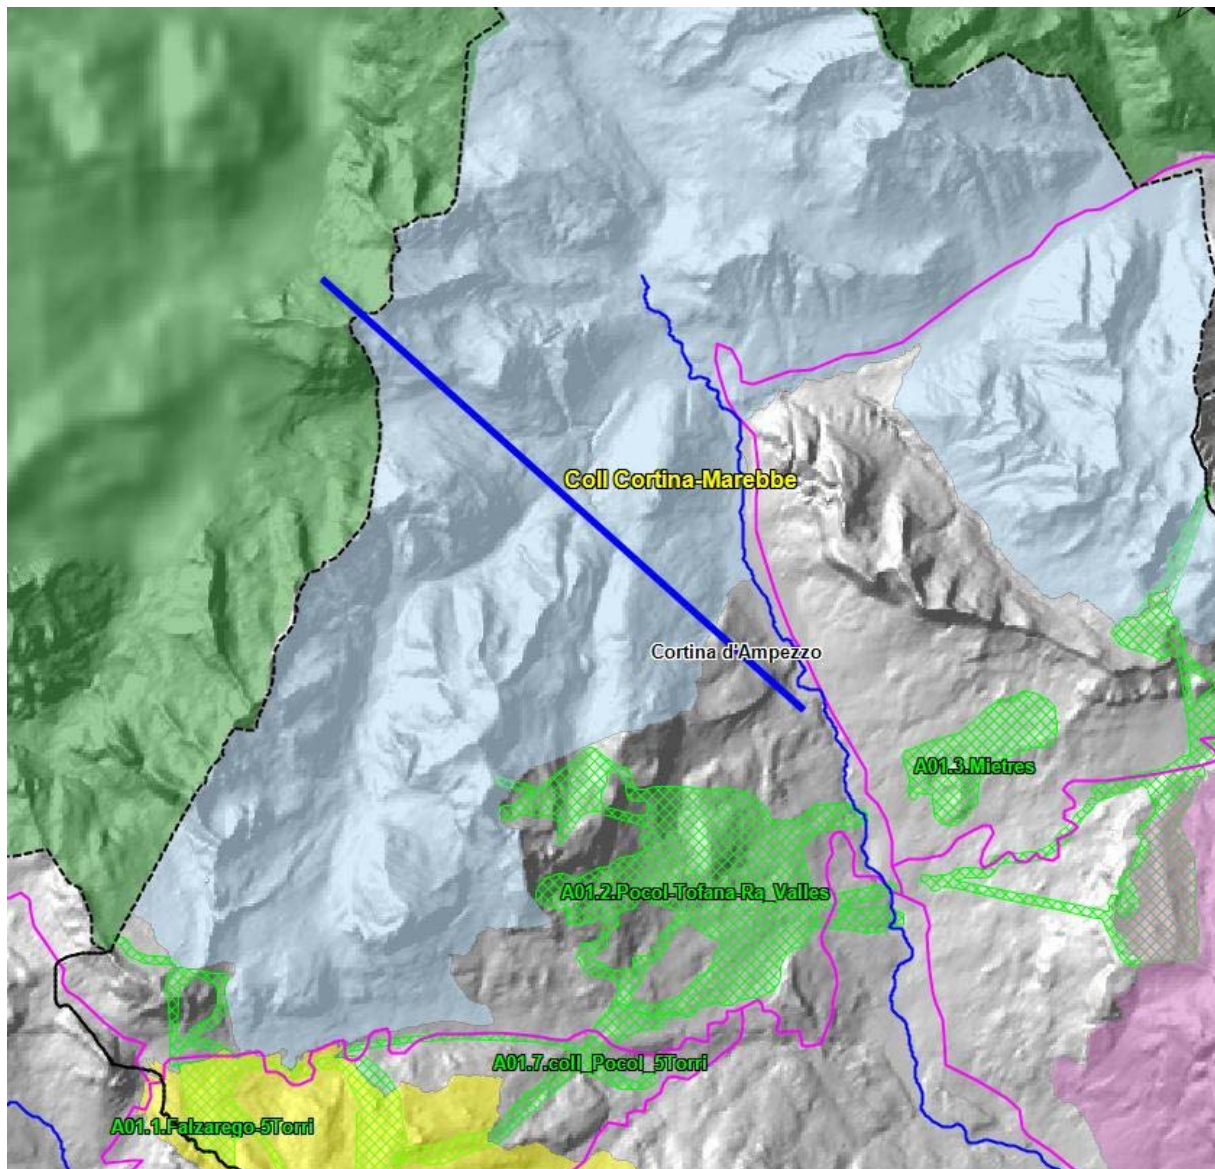 Coll Cortina-Marebbe
Cortina d'Ampezzo
A01.3.Mietres
A01.2.Pocol-Tofana-Ra_Valles
A01.7.coll_Pocol_5Torri
A01.1.Falzarego-5Torri